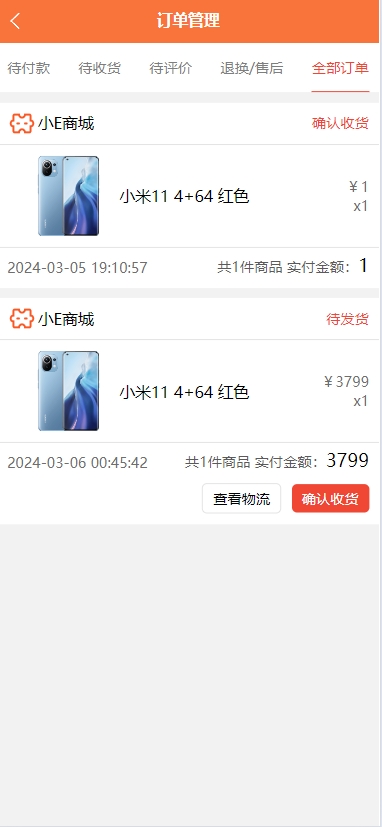 订单管理
待付款 待收货 待评价 退换/售后 全部订单
小E商城 确认收货
小米11 4+64 红色
¥ 1
x1
2024-03-05 19:10:57 共1件商品 实付金额：1
小E商城 待发货
小米11 4+64 红色
¥ 3799
x1
2024-03-06 00:45:42 共1件商品 实付金额：3799
查看物流 确认收货